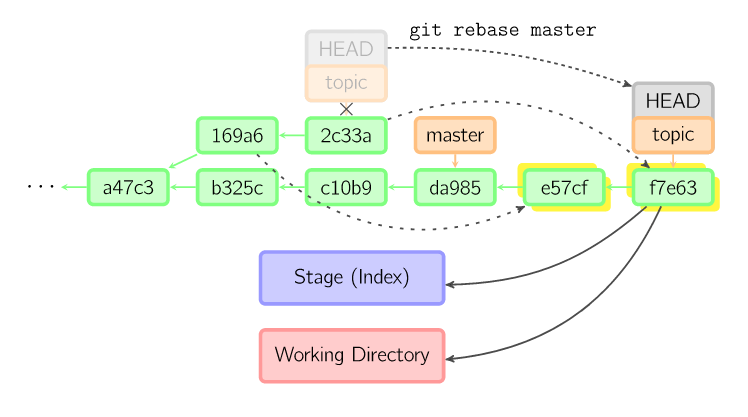 git rebase master
HEAD
topic
HEAD
169a6
2c33a
master
topic
...
a47c3
b325c
c10b9
da985
e57cf
f7e63
Stage (Index)
Working Directory